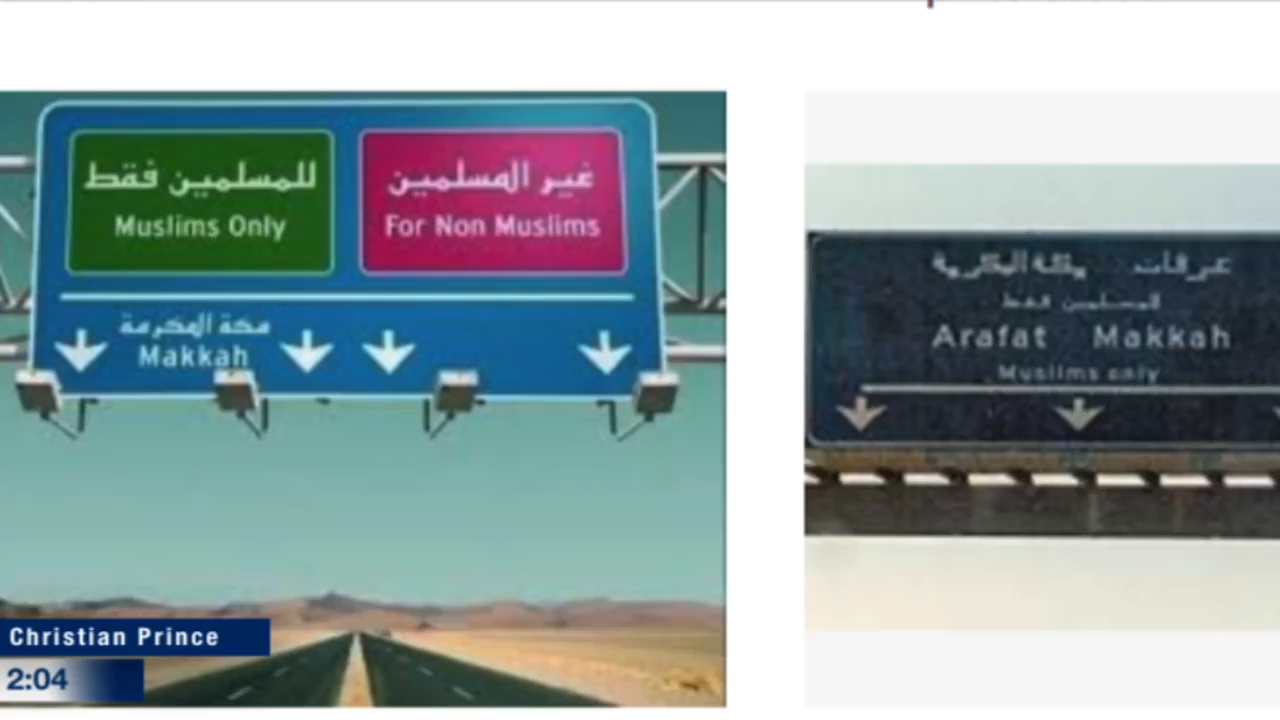 للمسلمين فقط
Muslims Only
غير المسلمين
For Non Muslims
مكة المكرمة
Makkah
عرفات مكة المكرمة
للمسلمين فقط
Arafat Makkah
Muslims only
Christian Prince
2:04